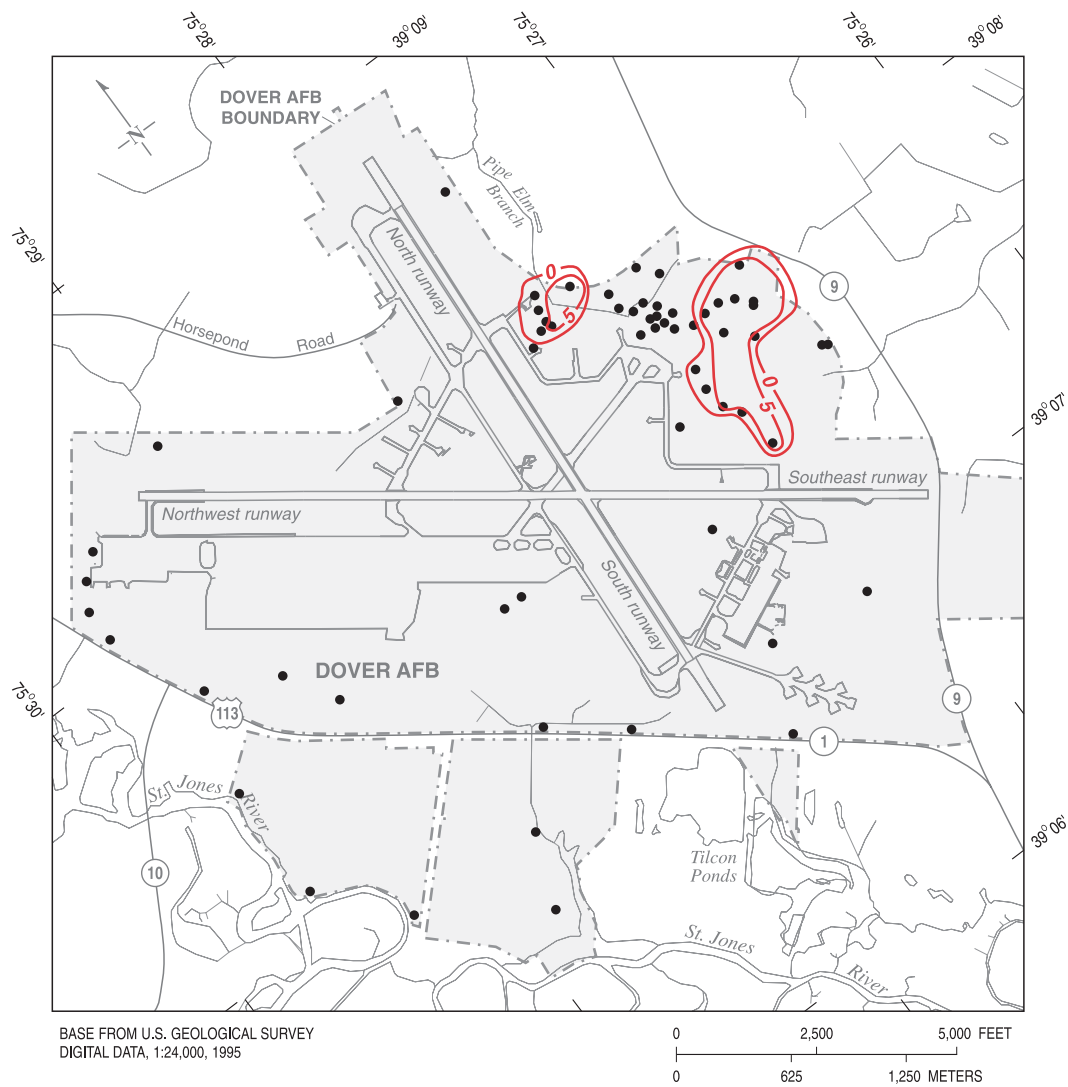 75°28'
39°09'
75°27'
75°26'
39°08'
DOVER AFB
BOUNDARY
N
Pipe Elm
Branch
75°29'
North runway
0
5
9
Horsepond Road
0
5
39°07'
Southeast runway
Northwest runway
South runway
DOVER AFB
75°30'
113
9
1
St. Jones
River
10
Tilcon
Ponds
39°06'
St. Jones
River
BASE FROM U.S. GEOLOGICAL SURVEY
DIGITAL DATA, 1:24,000, 1995
0 2,500 5,000 FEET
0 625 1,250 METERS